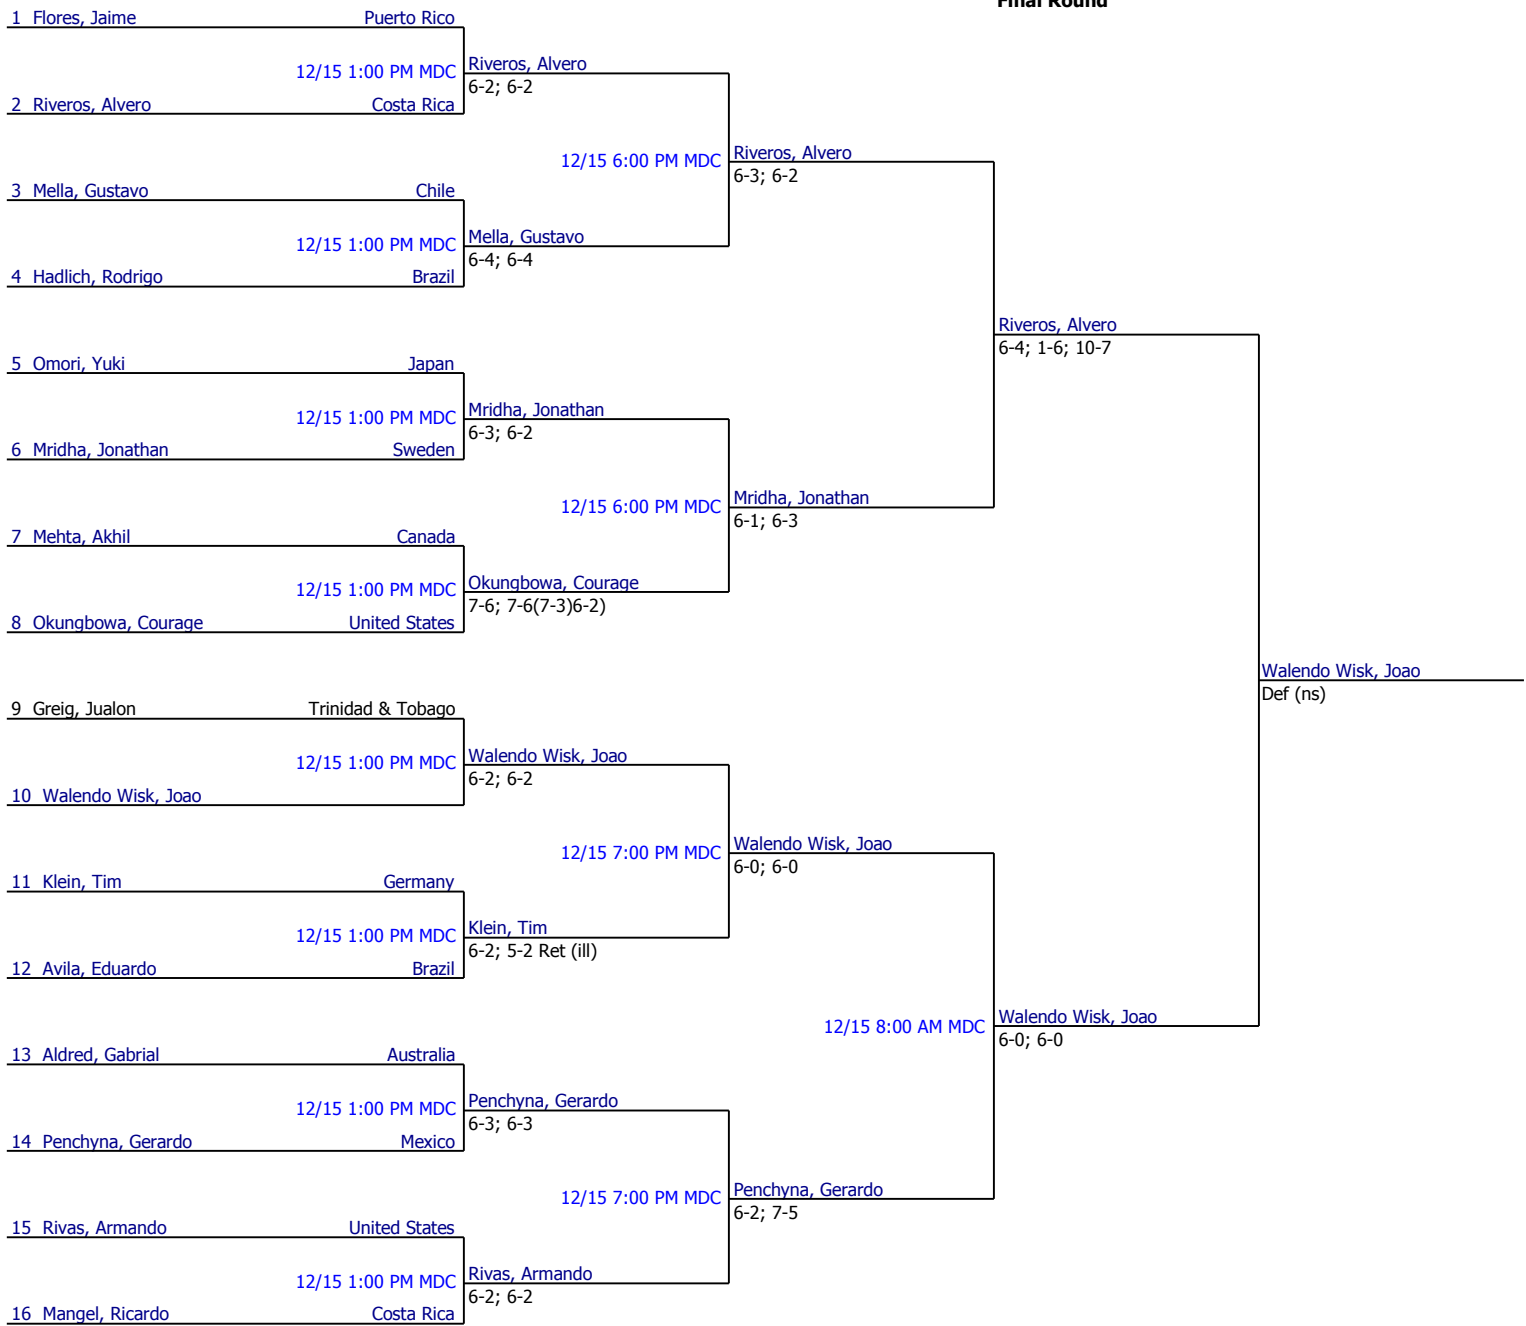 Final Round
1 Flores, Jaime Puerto Rico
12/15 1:00 PM MDC Riveros, Alvero
6-2; 6-2
2 Riveros, Alvero Costa Rica
12/15 6:00 PM MDC Riveros, Alvero
6-3; 6-2
3 Mella, Gustavo Chile
12/15 1:00 PM MDC Mella, Gustavo
6-4; 6-4
4 Hadlich, Rodrigo Brazil
Riveros, Alvero
6-4; 1-6; 10-7
5 Omori, Yuki Japan
12/15 1:00 PM MDC Mridha, Jonathan
6-3; 6-2
6 Mridha, Jonathan Sweden
12/15 6:00 PM MDC Mridha, Jonathan
6-1; 6-3
7 Mehta, Akhil Canada
12/15 1:00 PM MDC Okungbowa, Courage
7-6; 7-6(7-3)6-2)
8 Okungbowa, Courage United States
Walendo Wisk, Joao
Def (ns)
9 Greig, Jualon Trinidad & Tobago
12/15 1:00 PM MDC Walendo Wisk, Joao
6-2; 6-2
10 Walendo Wisk, Joao
12/15 7:00 PM MDC Walendo Wisk, Joao
6-0; 6-0
11 Klein, Tim Germany
12/15 1:00 PM MDC Klein, Tim
6-2; 5-2 Ret (ill)
12 Avila, Eduardo Brazil
12/15 8:00 AM MDC Walendo Wisk, Joao
6-0; 6-0
13 Aldred, Gabrial Australia
12/15 1:00 PM MDC Penchyna, Gerardo
6-3; 6-3
14 Penchyna, Gerardo Mexico
12/15 7:00 PM MDC Penchyna, Gerardo
6-2; 7-5
15 Rivas, Armando United States
12/15 1:00 PM MDC Rivas, Armando
6-2; 6-2
16 Mangel, Ricardo Costa Rica